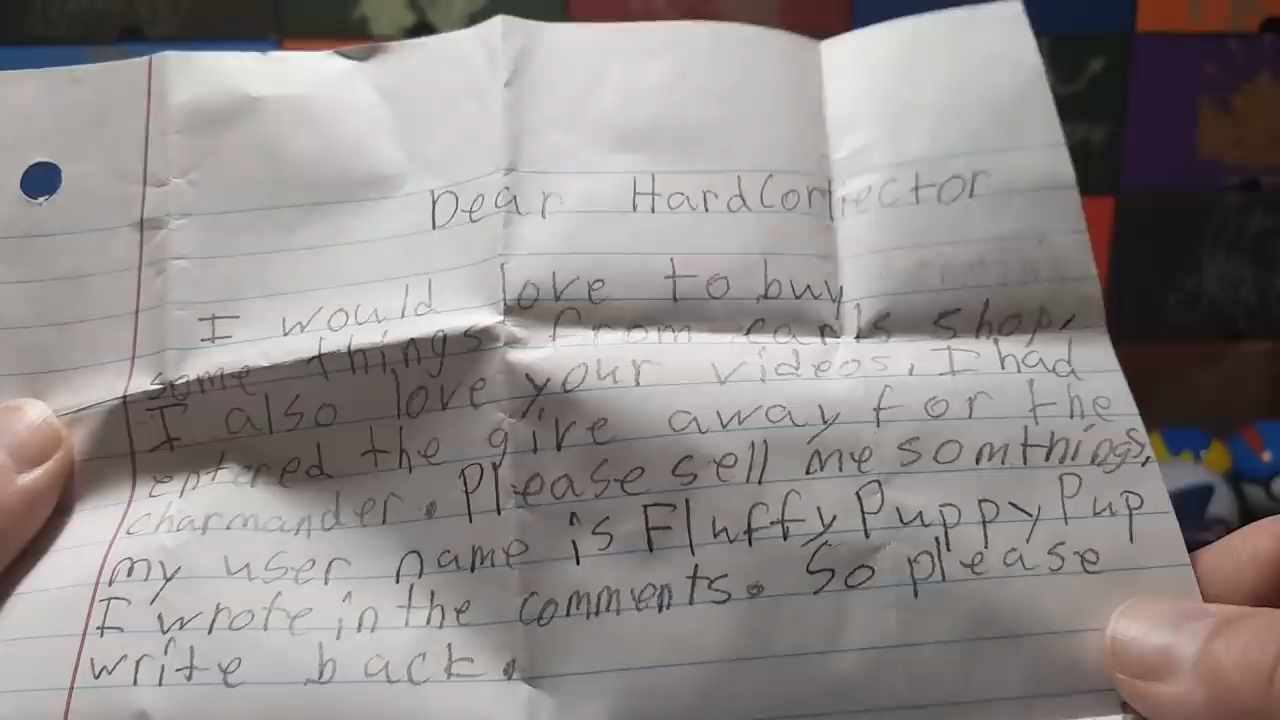 Dear HardCorrector
I would love to buy
some things from earls shop,
I also love your videos. I had
entered the give away for the
charmander. Please sell me somthings.
my user name is FluffyPuppyPup
I wrote in the comments. So please
write back.